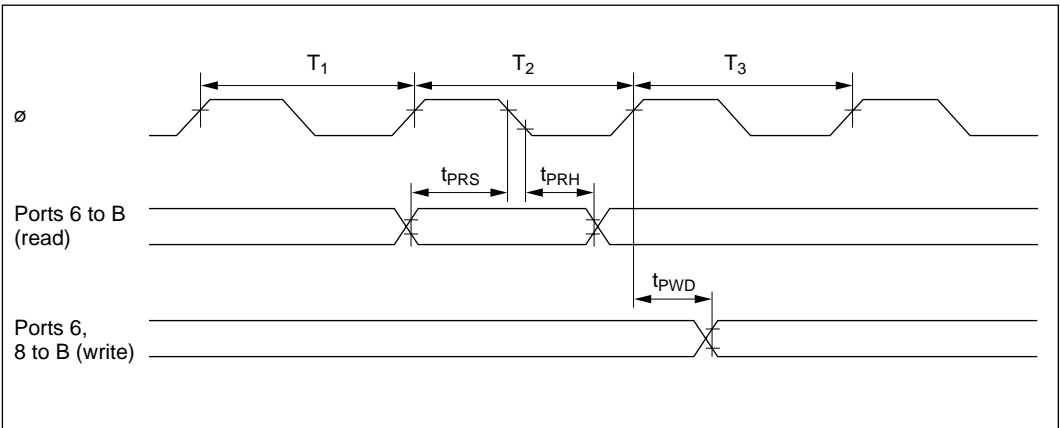 T1 T2 T3
ø
tPRS tPRH
Ports 6 to B
(read)
tPWD
Ports 6,
8 to B (write)